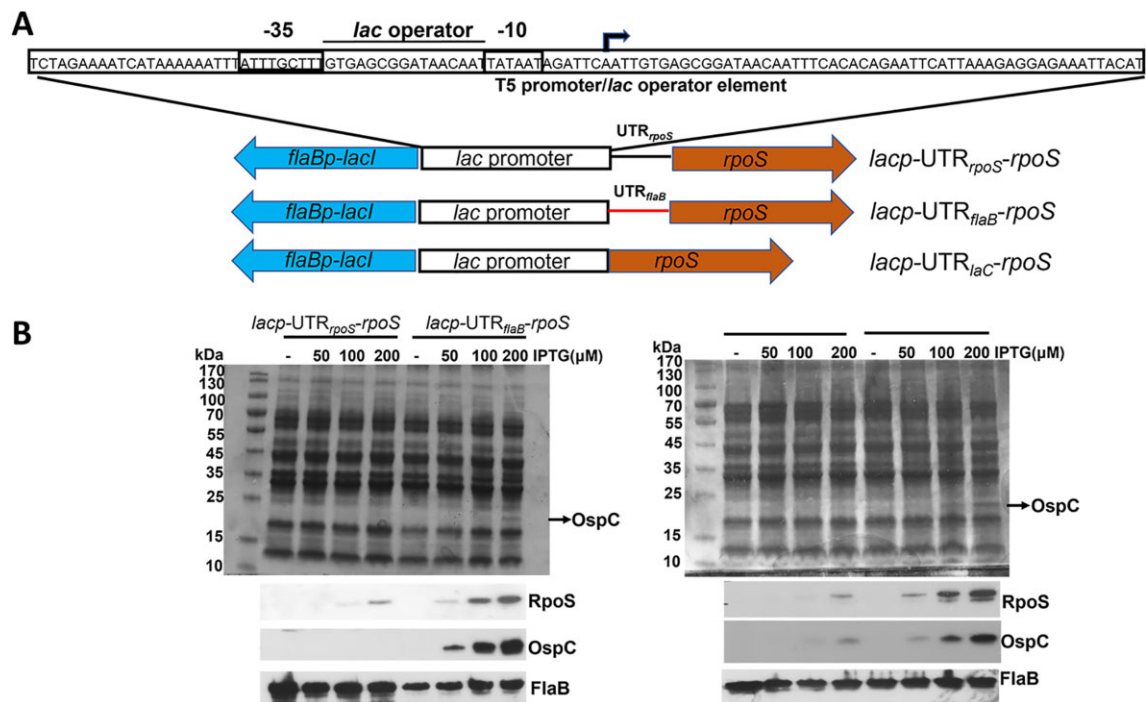 A
-35
lac operator
-10
TCTAGAAAATCATAAAAAATTTATTTGCTTTGTGAGCGGATAACAATTATAATAGATTCAATTGTGAGCGGATAACAATTTCACACAGAATTCATTAAAGAGGAGAAATTACAT
T5 promoter/lac operator element
UTRrpoS
flaBp-lacI
lac promoter
rpoS
lacp-UTRrpoS-rpoS
UTRflaB
flaBp-lacI
lac promoter
rpoS
lacp-UTRflaB-rpoS
flaBp-lacI
lac promoter
rpoS
lacp-UTRlaC-rpoS
B
lacp-UTRrpoS-rpoS lacp-UTRflaB-rpoS
kDa - 50 100 200 - 50 100 200 IPTG(µM)
170
130
100
70
55
45
35
25
15
10
OspC
RpoS
OspC
FlaB
kDa - 50 100 200 - 50 100 200 IPTG(µM)
170
130
100
70
55
45
35
25
15
10
OspC
RpoS
OspC
FlaB